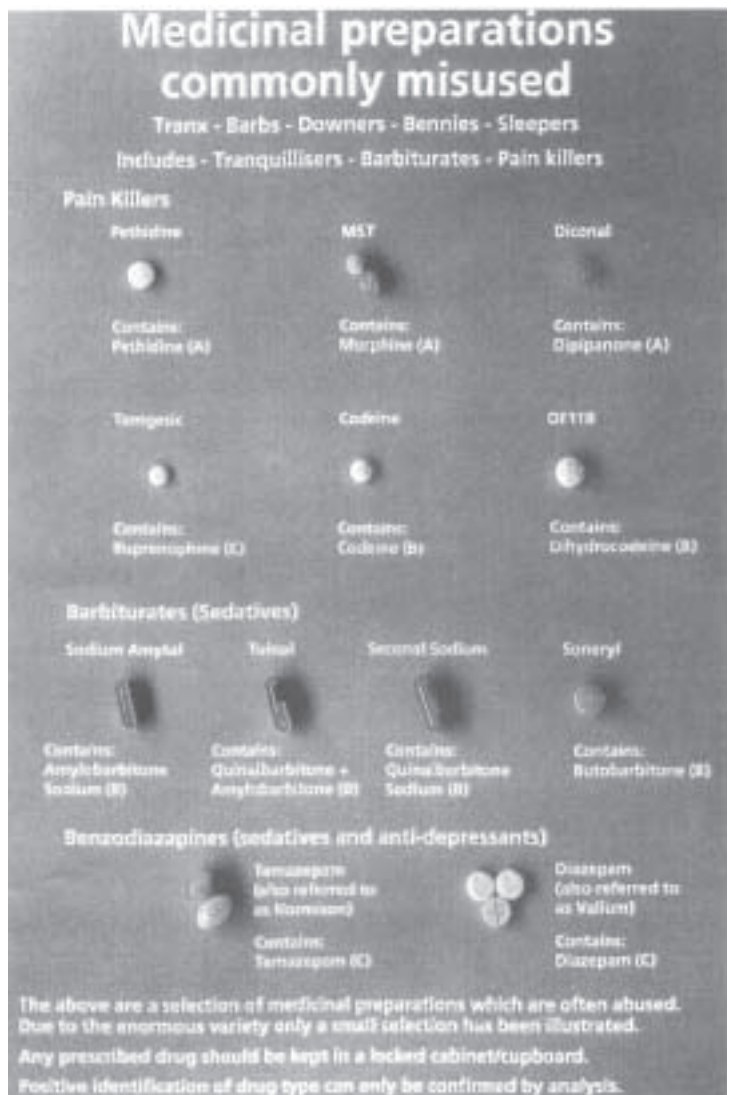 Medicinal preparations
commonly misused
Tranx - Barbs - Downers - Bennies - Sleepers
Includes - Tranquillisers - Barbiturates - Pain killers
Pain Killers
Pethidine MST Diconal
Contains: Contains: Contains:
Pethidine (A) Morphine (A) Dipipanone (A)
Temgesic Codeine DF118
Contains: Contains: Contains:
Buprenophine (C) Codeine (B) Dihydrocodeine (B)
Barbiturates (Sedatives)
Sodium Amytal Tuinal Seconal Sodium Soneryl
Contains: Contains: Contains: Contains:
Amylobarbitone Quinalbarbitone + Quinalbarbitone Butobarbitone (B)
Sodium (B) Amylobarbitone (B) Sodium (B)
Benzodiazapines (sedatives and anti-depressants)
Temazepam Diazepam
(also referred to (also referred to
as Normison) as Valium)
Contains: Contains:
Temazepam (C) Diazepam (C)
The above are a selection of medicinal preparations which are often abused.
Due to the enormous variety only a small selection has been illustrated.
Any prescribed drug should be kept in a locked cabinet/cupboard.
Positive identification of drug type can only be confirmed by analysis.